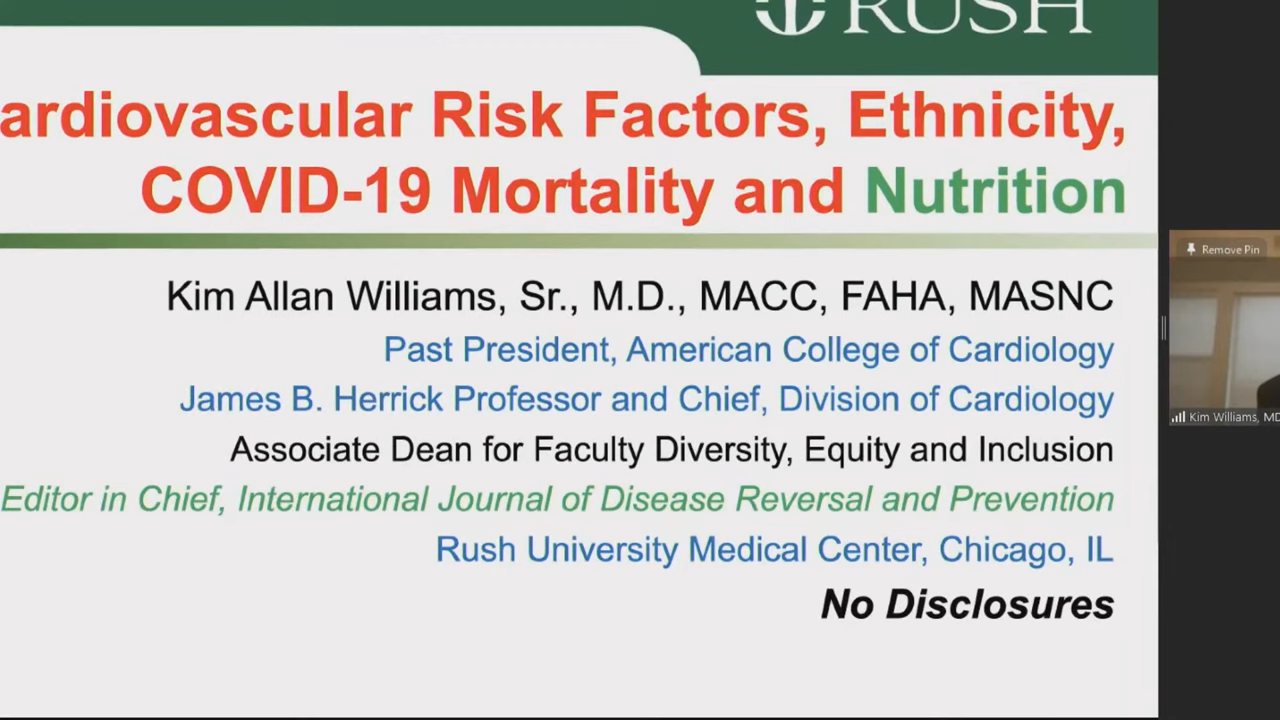 RUSH
ardiovascular Risk Factors, Ethnicity,
COVID-19 Mortality and Nutrition
Kim Allan Williams, Sr., M.D., MACC, FAHA, MASNC
Past President, American College of Cardiology
James B. Herrick Professor and Chief, Division of Cardiology
Associate Dean for Faculty Diversity, Equity and Inclusion
Editor in Chief, International Journal of Disease Reversal and Prevention
Rush University Medical Center, Chicago, IL
No Disclosures
Remove Pin
Kim Williams, MD